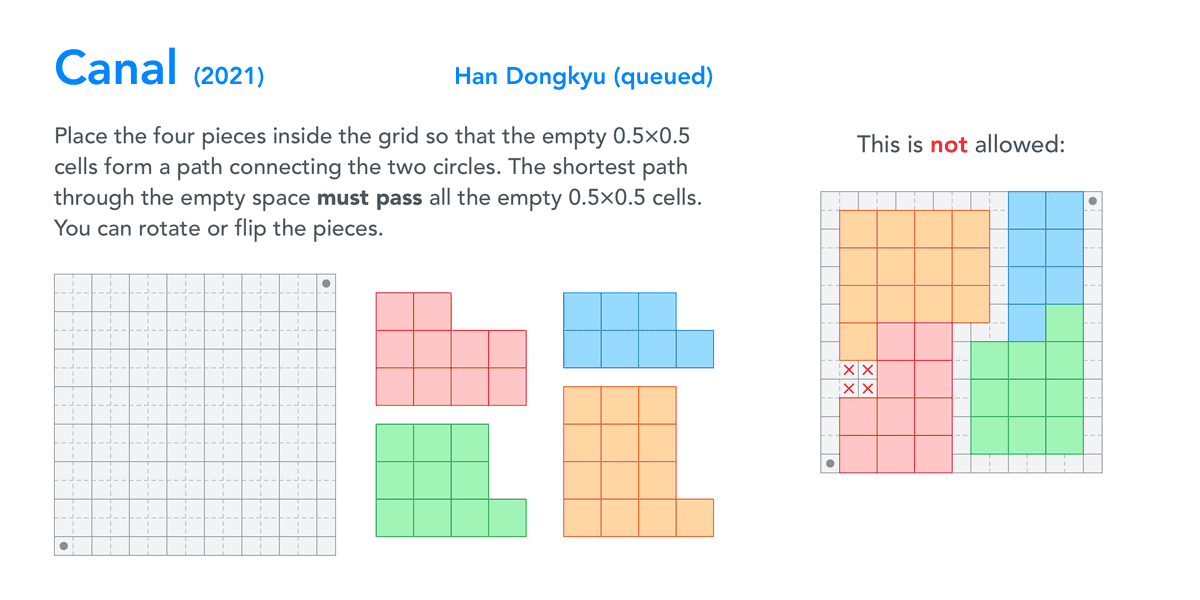 Canal (2021)
Han Dongkyu (queued)
Place the four pieces inside the grid so that the empty 0.5×0.5
cells form a path connecting the two circles. The shortest path
through the empty space must pass all the empty 0.5×0.5 cells.
You can rotate or flip the pieces.
This is not allowed: